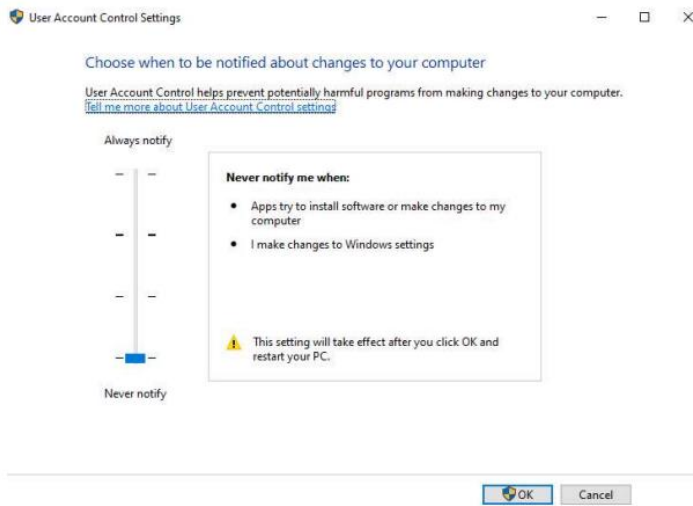 User Account Control Settings
Choose when to be notified about changes to your computer
User Account Control helps prevent potentially harmful programs from making changes to your computer.
Tell me more about User Account Control settings
Always notify
Never notify me when:
• Apps try to install software or make changes to my
computer
• I make changes to Windows settings
This setting will take effect after you click OK and
restart your PC.
Never notify
OK
Cancel